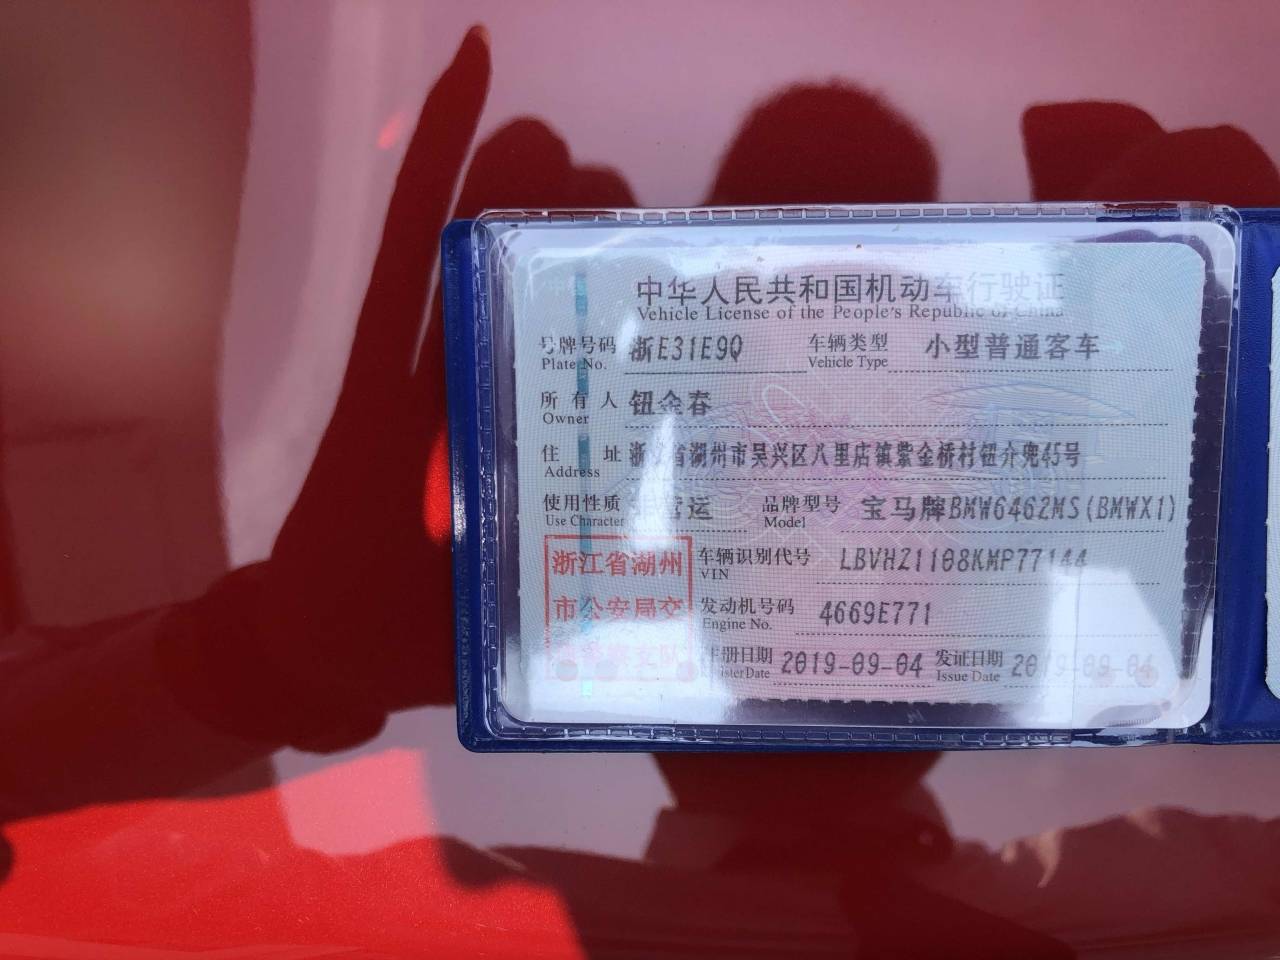 中华人民共和国机动车行驶证
Vehicle License of the People's Republic of China
号牌号码 浙E31E9Q 车辆类型 小型普通客车
Plate No. Vehicle Type
所有人 钮金春
Owner
住址 浙江省湖州市吴兴区八里店镇紫金桥村钮介兜45号
Address
使用性质 营运 品牌型号 宝马牌BMW6462MS(BMWX1)
Use Character Model
浙江省湖州 车辆识别代号 LBVHZ1108KMP77144
VIN
市公安局交 发动机号码 4669E771
Engine No.
警察支队 注册日期 2019-09-04 发证日期 2019-09-04
Register Date Issue Date